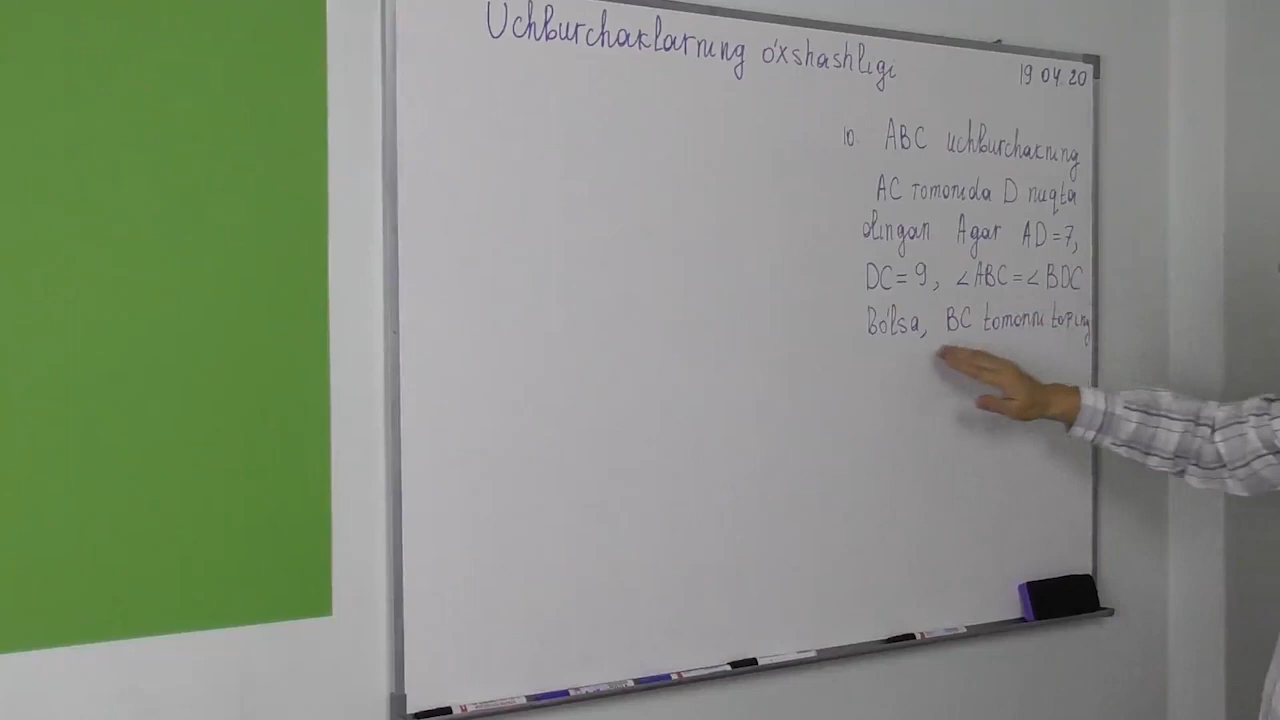 Uchburchaklarning o'xshashligi
19 04 20
10. ABC uchburchakning
AC tomonida D nuqta
olingan Agar AD=7,
DC=9, ∠ABC=∠BDC
Bo'lsa, BC tomonni toping